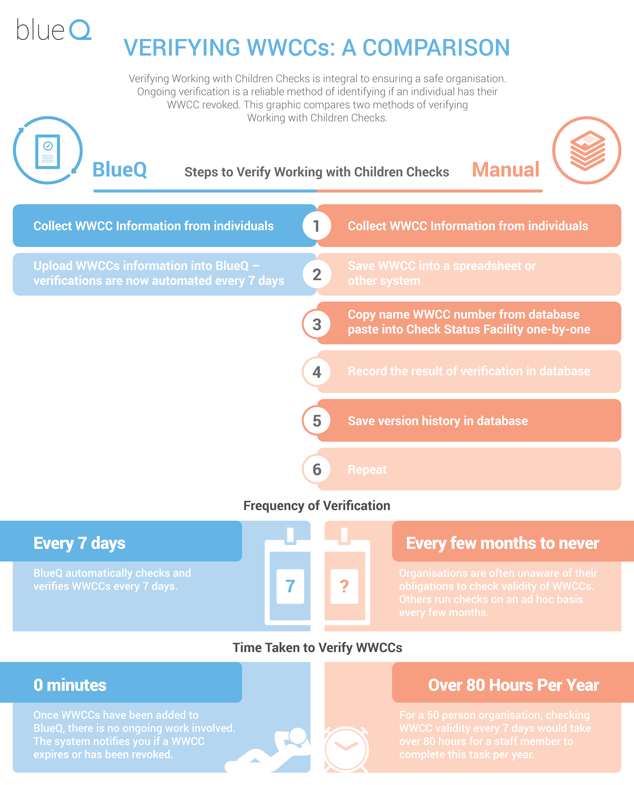 blueQ
VERIFYING WWCCs: A COMPARISON
Verifying Working with Children Checks is integral to ensuring a safe organisation.
Ongoing verification is a reliable method of identifying if an individual has their
WWCC revoked. This graphic compares two methods of verifying
Working with Children Checks.
BlueQ
Steps to Verify Working with Children Checks
Manual
Collect WWCC Information from individuals
1
Collect WWCC Information from individuals
Upload WWCCs information into BlueQ –
verifications are now automated every 7 days
2
Save WWCC into a spreadsheet or
other system
3
Copy name WWCC number from database
paste into Check Status Facility one-by-one
4
Record the result of verification in database
5
Save version history in database
6
Repeat
Frequency of Verification
Every 7 days
BlueQ automatically checks and
verifies WWCCs every 7 days.
7
?
Every few months to never
Organisations are often unaware of their
obligations to check validity of WWCCs.
Others run checks on an ad hoc basis
every few months.
Time Taken to Verify WWCCs
0 minutes
Once WWCCs have been added to
BlueQ, there is no ongoing work involved.
The system notifies you if a WWCC
expires or has been revoked.
Over 80 Hours Per Year
For a 50 person organisation, checking
WWCC validity every 7 days would take
over 80 hours for a staff member to
complete this task per year.